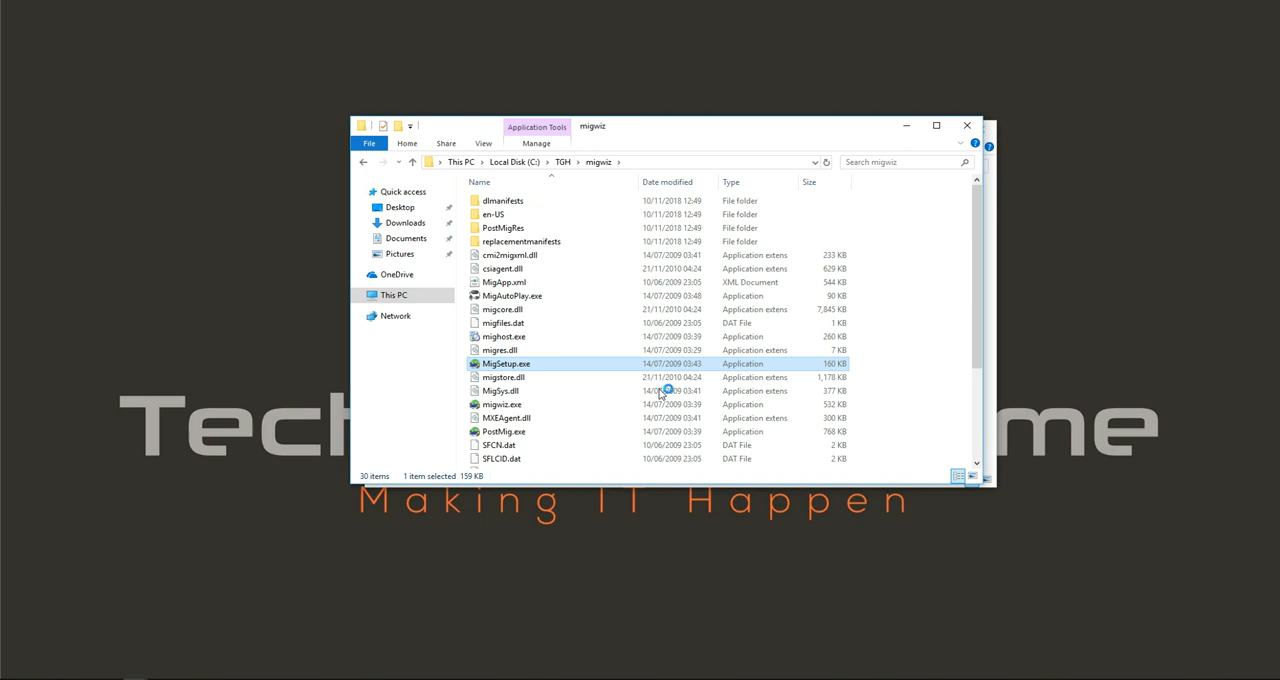 Application Tools migwiz
File Home Share View Manage
This PC Local Disk (C:) TGH migwiz Search migwiz
Name Date modified Type Size
Quick access
Desktop
Downloads
Documents
Pictures
OneDrive
This PC
Network
dlmanifests 10/11/2018 12:49 File folder
en-US 10/11/2018 12:49 File folder
PostMigRes 10/11/2018 12:49 File folder
replacementmanifests 10/11/2018 12:49 File folder
cmi2migxml.dll 14/07/2009 03:41 Application extens 233 KB
csiagent.dll 21/11/2010 04:24 Application extens 629 KB
MigApp.xml 10/06/2009 23:05 XML Document 544 KB
MigAutoPlay.exe 14/07/2009 03:48 Application 90 KB
migcore.dll 21/11/2010 04:24 Application extens 7,845 KB
migfiles.dat 10/06/2009 23:05 DAT File 1 KB
mighost.exe 14/07/2009 03:39 Application 260 KB
migres.dll 14/07/2009 03:29 Application extens 7 KB
MigSetup.exe 14/07/2009 03:43 Application 160 KB
migstore.dll 21/11/2010 04:24 Application extens 1,178 KB
MigSys.dll 03:41 Application extens 377 KB
migwiz.exe 14/07/2009 03:39 Application 532 KB
MXEAgent.dll 14/07/2009 03:41 Application extens 300 KB
PostMig.exe 14/07/2009 03:39 Application 768 KB
SFCN.dat 10/06/2009 23:05 DAT File 2 KB
SFLCID.dat 10/06/2009 23:05 DAT File 2 KB
30 items 1 item selected 159 KB
Tech me
Making IT Happen